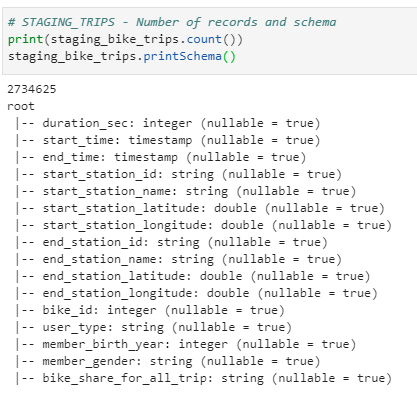 # STAGING_TRIPS - Number of records and schema
print(staging_bike_trips.count())
staging_bike_trips.printSchema()
2734625
root
 |-- duration_sec: integer (nullable = true)
 |-- start_time: timestamp (nullable = true)
 |-- end_time: timestamp (nullable = true)
 |-- start_station_id: string (nullable = true)
 |-- start_station_name: string (nullable = true)
 |-- start_station_latitude: double (nullable = true)
 |-- start_station_longitude: double (nullable = true)
 |-- end_station_id: string (nullable = true)
 |-- end_station_name: string (nullable = true)
 |-- end_station_latitude: double (nullable = true)
 |-- end_station_longitude: double (nullable = true)
 |-- bike_id: integer (nullable = true)
 |-- user_type: string (nullable = true)
 |-- member_birth_year: integer (nullable = true)
 |-- member_gender: string (nullable = true)
 |-- bike_share_for_all_trip: string (nullable = true)